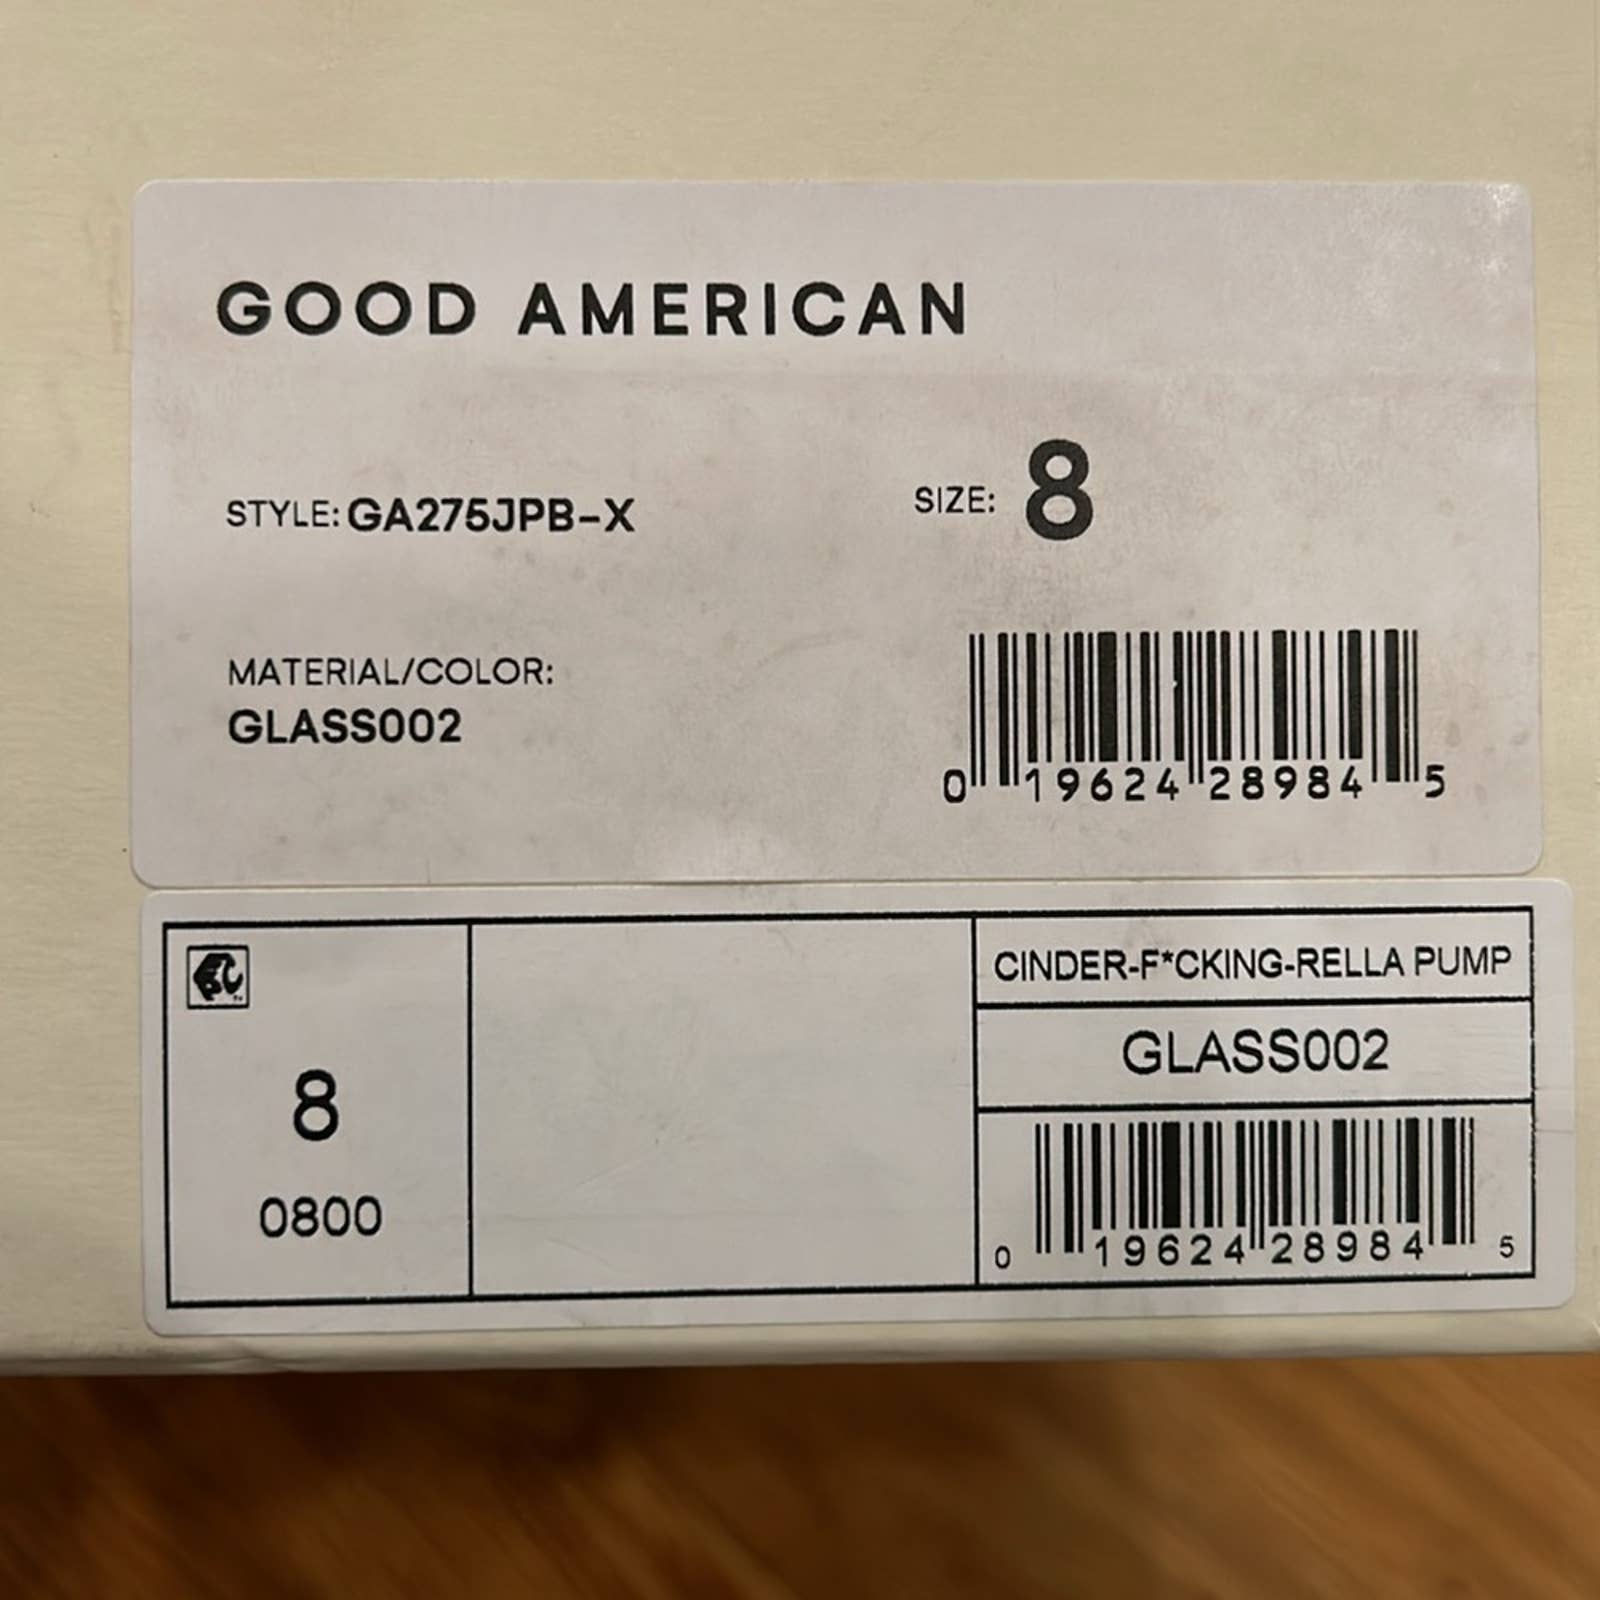 GOOD AMERICAN
STYLE: GA275JPB-X
SIZE: 8
MATERIAL/COLOR:
GLASS002
0 19624 28984 5
8
0800
CINDER-F*CKING-RELLA PUMP
GLASS002
0 19624 28984 5